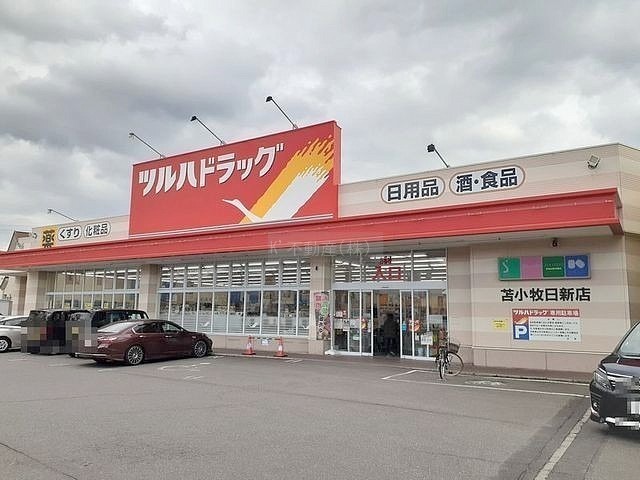 ツルハドラッグ
薬 くすり 化粧品
日用品 酒・食品
入口
苫小牧日新店
ツルハドラッグ専用駐車場
P